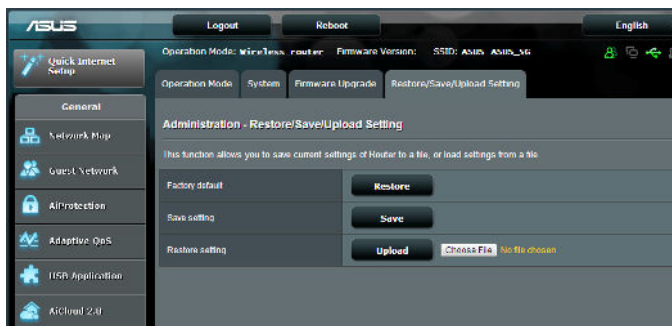 ASUS
Logout
Reboot
English
Quick Internet Setup
Operation Mode: Wireless router Firmware Version: SSID: ASUS ASUS_5G
Operation Mode
System
Firmware Upgrade
Restore/Save/Upload Setting
General
Network Map
Guest Network
AiProtection
Adaptive QoS
USB Application
AiCloud 2.0
Administration - Restore/Save/Upload Setting
This function allows you to save current settings of Router to a file, or load settings from a file.
Factory default
Restore
Save setting
Save
Restore setting
Upload
Choose File No file chosen